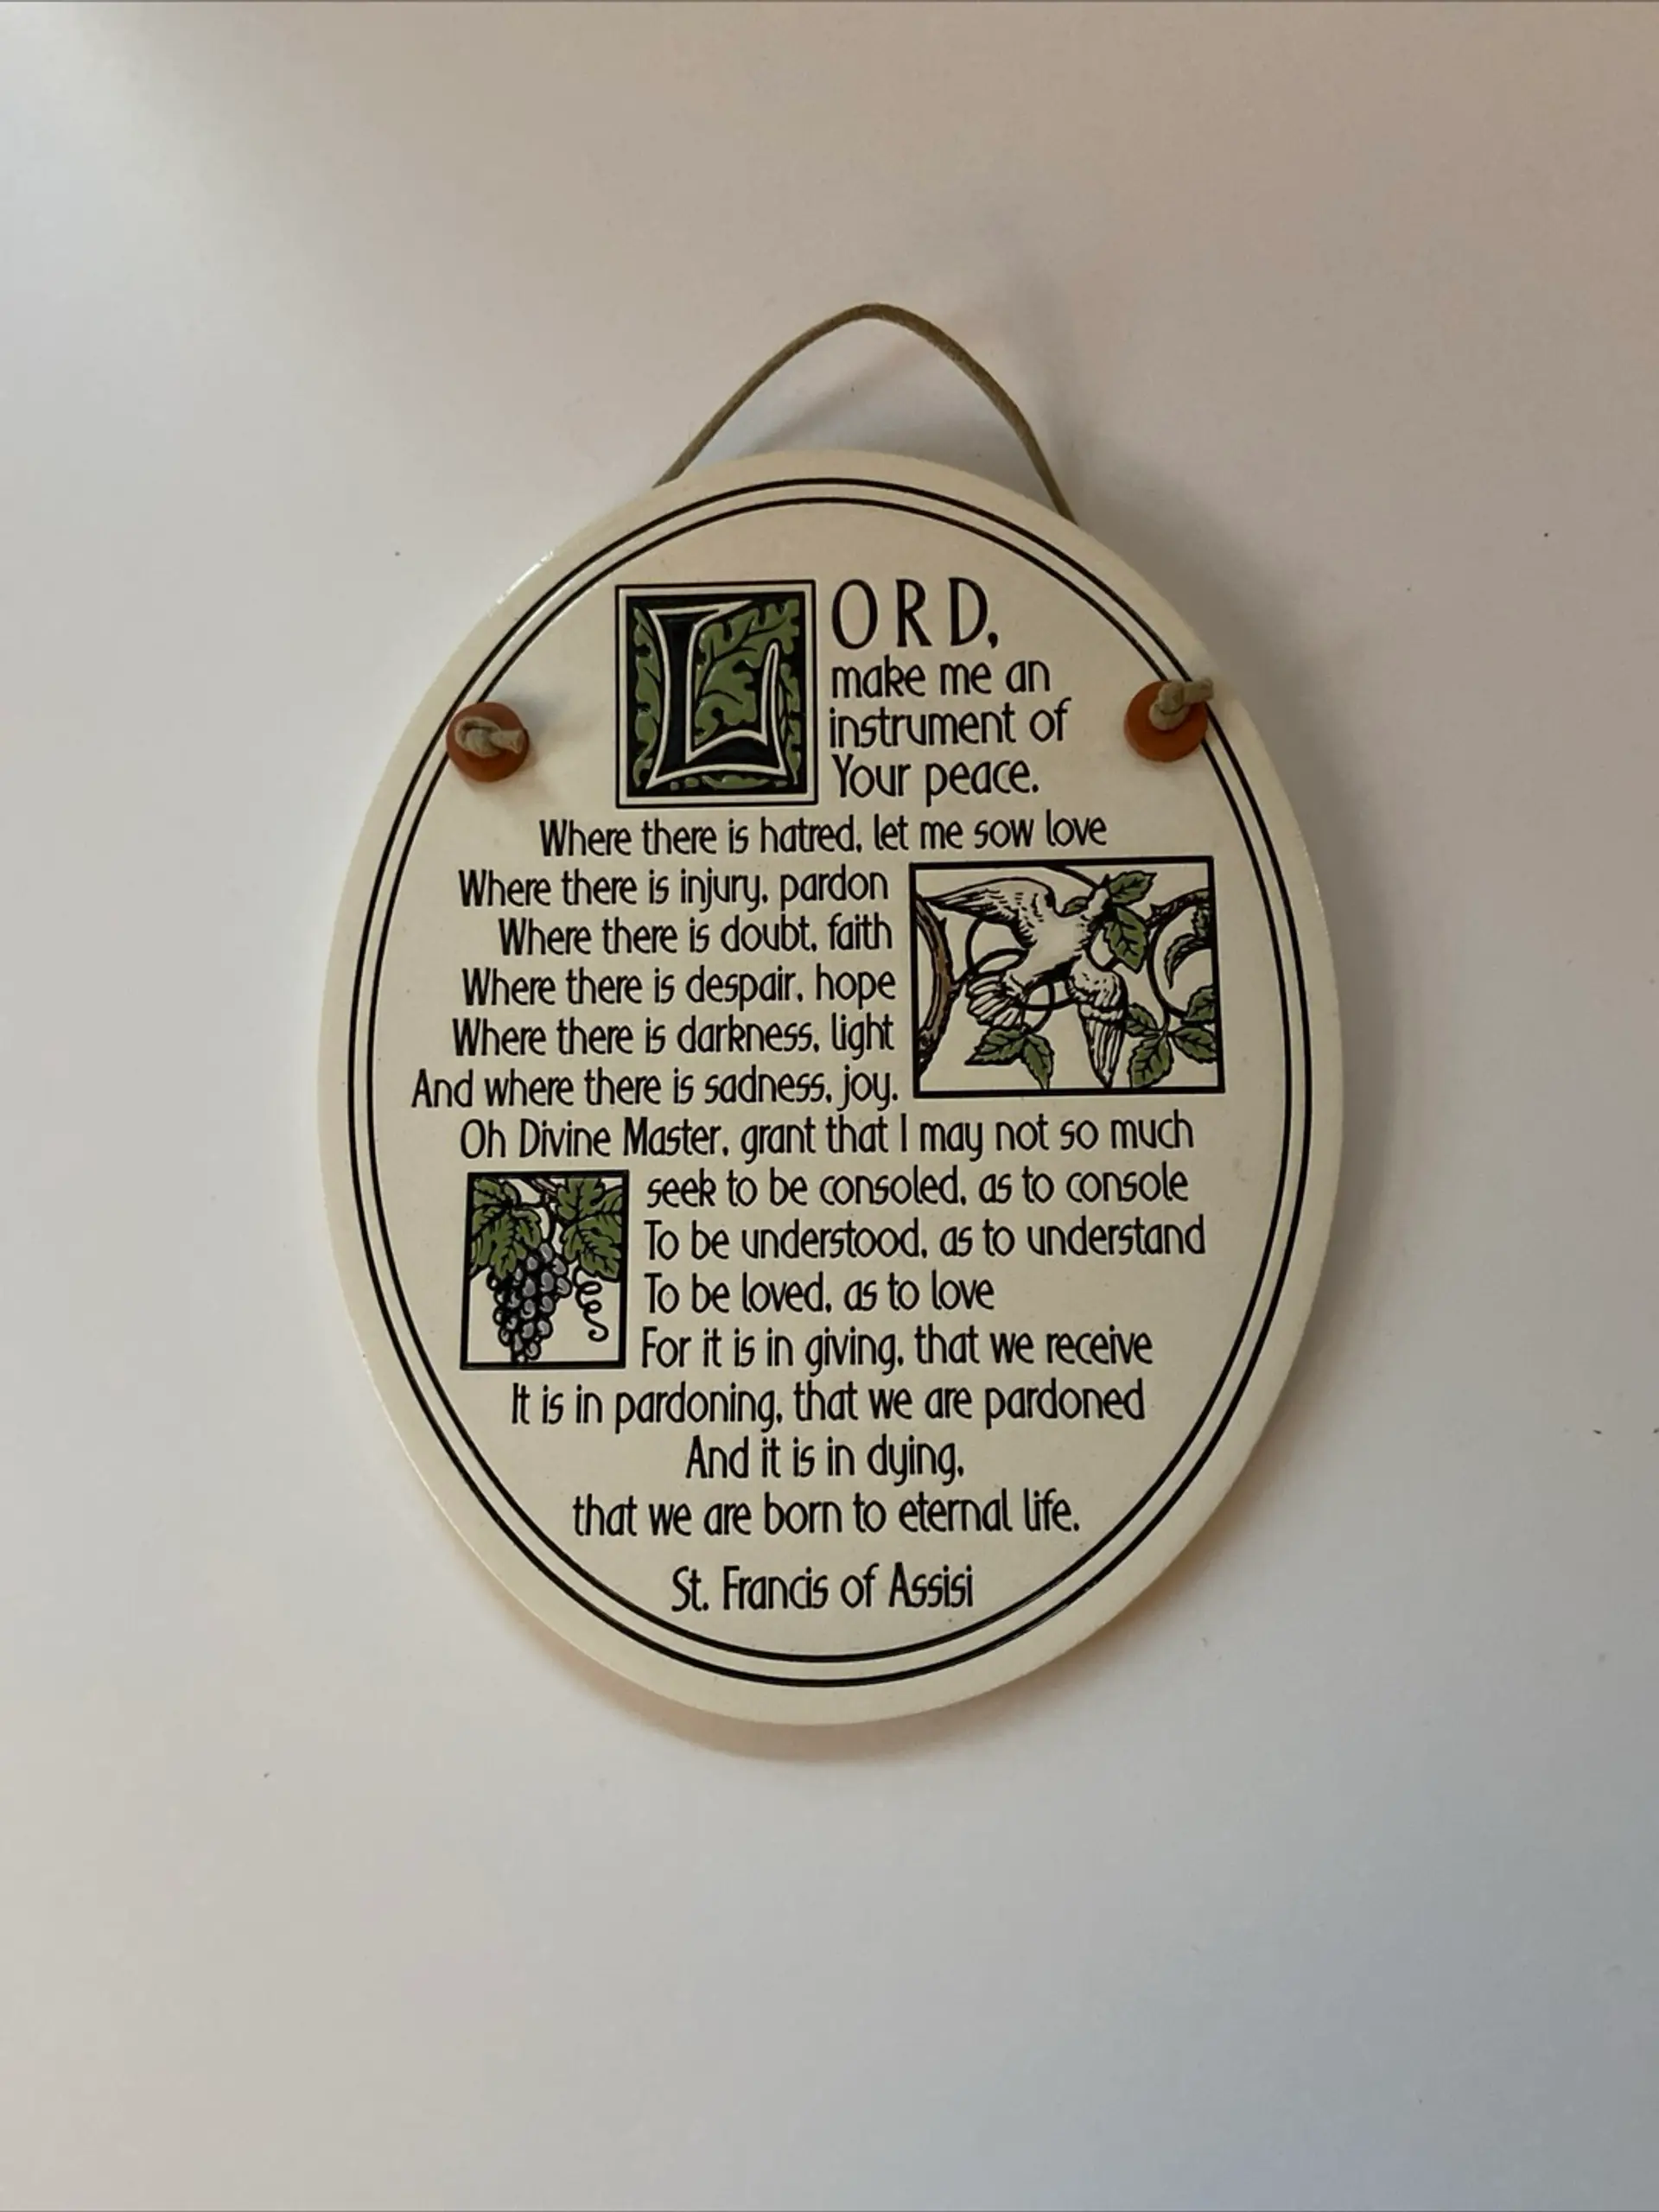 LORD,
make me an
instrument of
Your peace.
Where there is hatred, let me sow love
Where there is injury, pardon
Where there is doubt, faith
Where there is despair, hope
Where there is darkness, light
And where there is sadness, joy.
Oh Divine Master, grant that I may not so much
seek to be consoled, as to console
To be understood, as to understand
To be loved, as to love
For it is in giving, that we receive
It is in pardoning, that we are pardoned
And it is in dying,
that we are born to eternal life.
St. Francis of Assisi